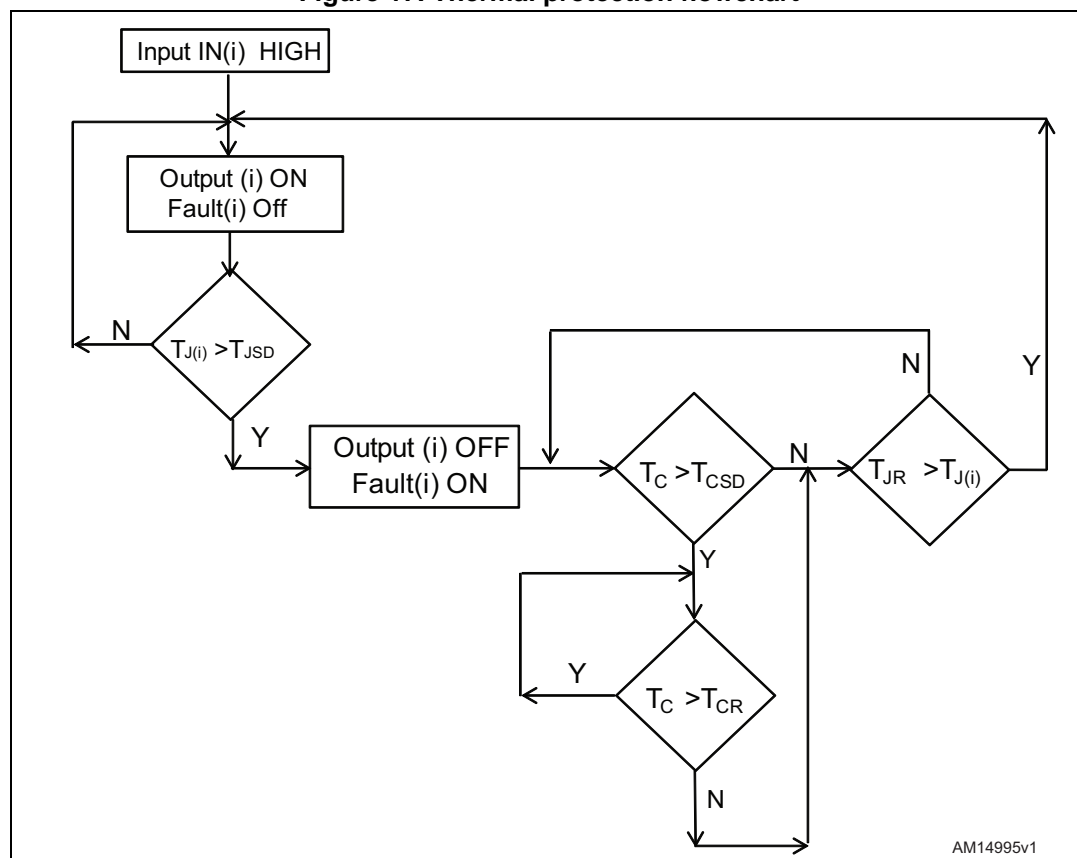 Figure 17. Thermal protection flowchart
Input IN(i) HIGH
Output (i) ON
Fault(i) Off
N
TJ(i) >TJSD
Y
Output (i) OFF
Fault(i) ON
TC >TCSD
N
TJR >TJ(i)
N
Y
Y
TC >TCR
Y
N
AM14995v1